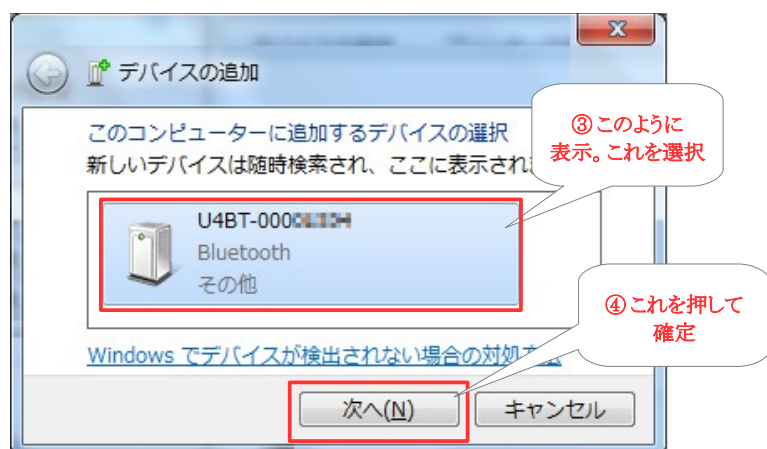 デバイスの追加
このコンピューターに追加するデバイスの選択
新しいデバイスは随時検索され、ここに表示され
③このように
表示。これを選択
U4BT-000
Bluetooth
その他
④これを押して
確定
Windows でデバイスが検出されない場合の対処
次へ(N)
キャンセル